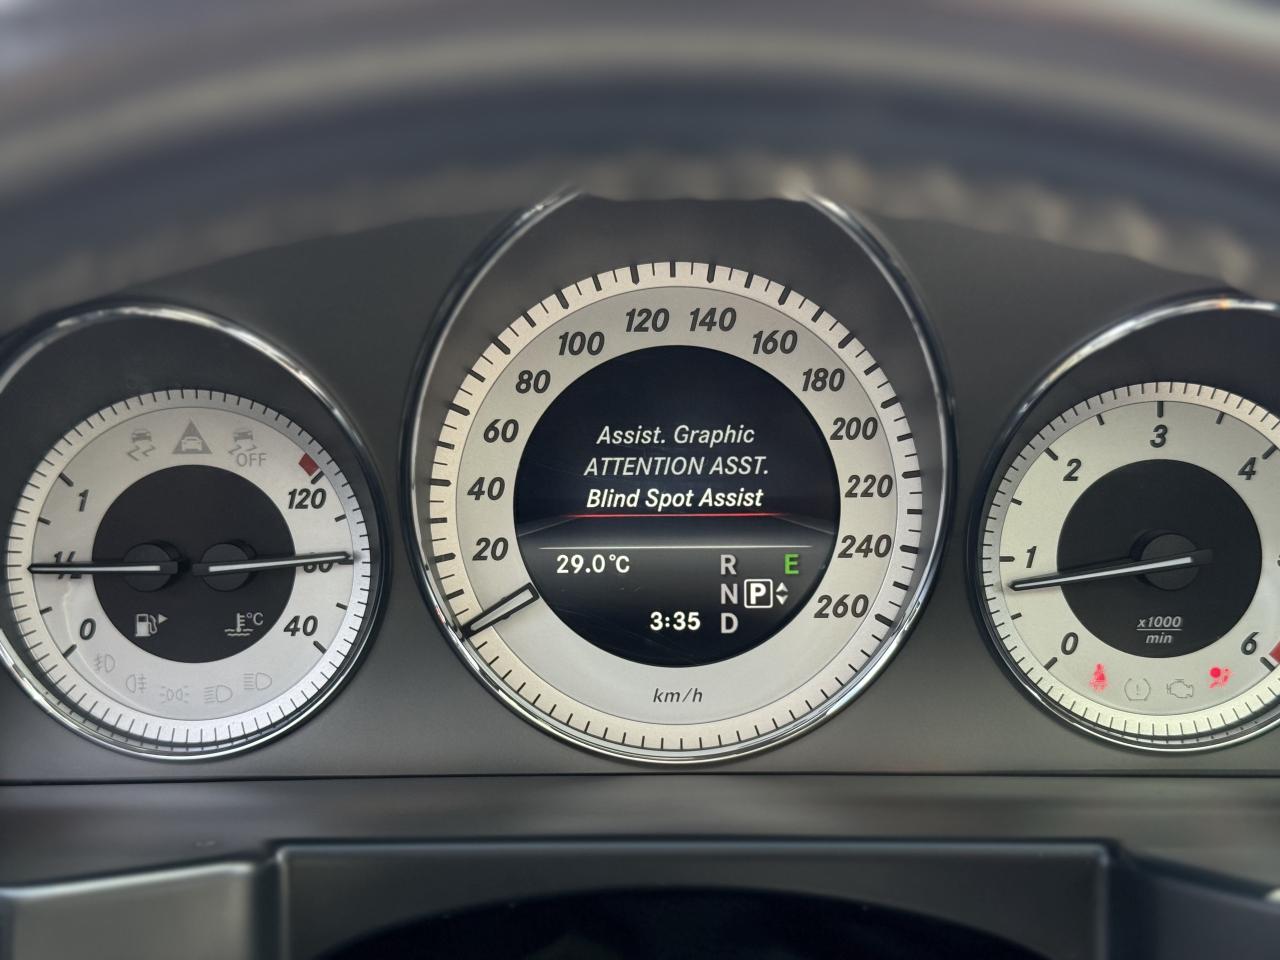 Assist. Graphic
ATTENTION ASST.
Blind Spot Assist
29.0°C
R
E
N
P
3:35
D
20
40
60
80
100
120
140
160
180
200
220
240
260
km/h
OFF
1
1/2
0
120
80
40
°C
0
1
2
3
4
6
x1000
min